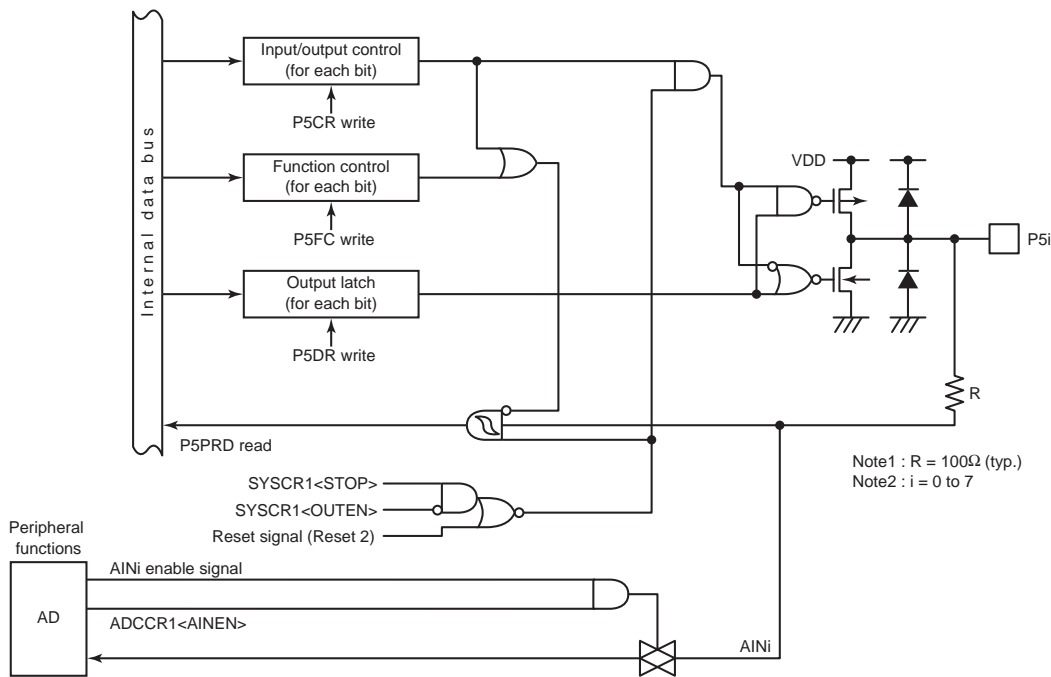 Internal data bus
Input/output control
(for each bit)
P5CR write
Function control
(for each bit)
P5FC write
Output latch
(for each bit)
P5DR write
VDD
P5i
R
P5PRD read
Note1 : R = 100Ω (typ.)
Note2 : i = 0 to 7
SYSCR1<STOP>
SYSCR1<OUTEN>
Reset signal (Reset 2)
Peripheral
functions
AD
AINi enable signal
ADCCR1<AINEN>
AINi